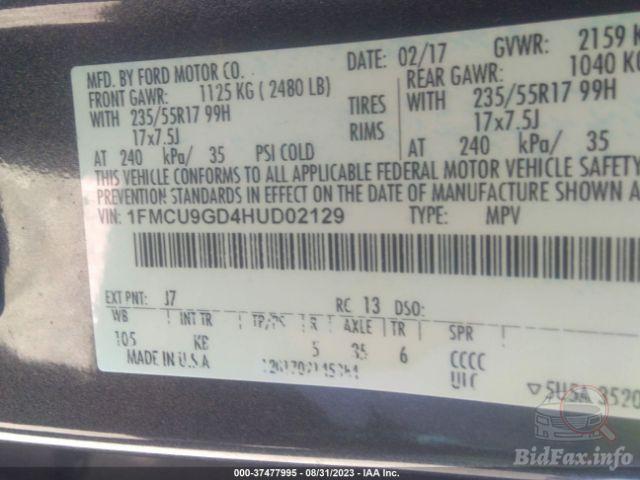 MFD. BY FORD MOTOR CO. DATE: 02/17 GVWR: 2159 K
FRONT GAWR: 1125 KG ( 2480 LB) REAR GAWR: 1040 KG
WITH 235/55R17 99H TIRES WITH 235/55R17 99H
17x7.5J RIMS 17x7.5J
AT 240 kPa/ 35 PSI COLD AT 240 kPa/ 35
THIS VEHICLE CONFORMS TO ALL APPLICABLE FEDERAL MOTOR VEHICLE SAFETY
PREVENTION STANDARDS IN EFFECT ON THE DATE OF MANUFACTURE SHOWN A
VIN: 1FMCU9GD4HUD02129 TYPE: MPV
EXT PNT: J7 RC 13 DSO:
WB INT TR TP/PS R AXLE TR SPR
105 KE 5 35 6 CCCC
MADE IN U.S.A
▽ 5U5A 3520
BidFax.info
000-37477995 - 08/31/2023 - IAA Inc.